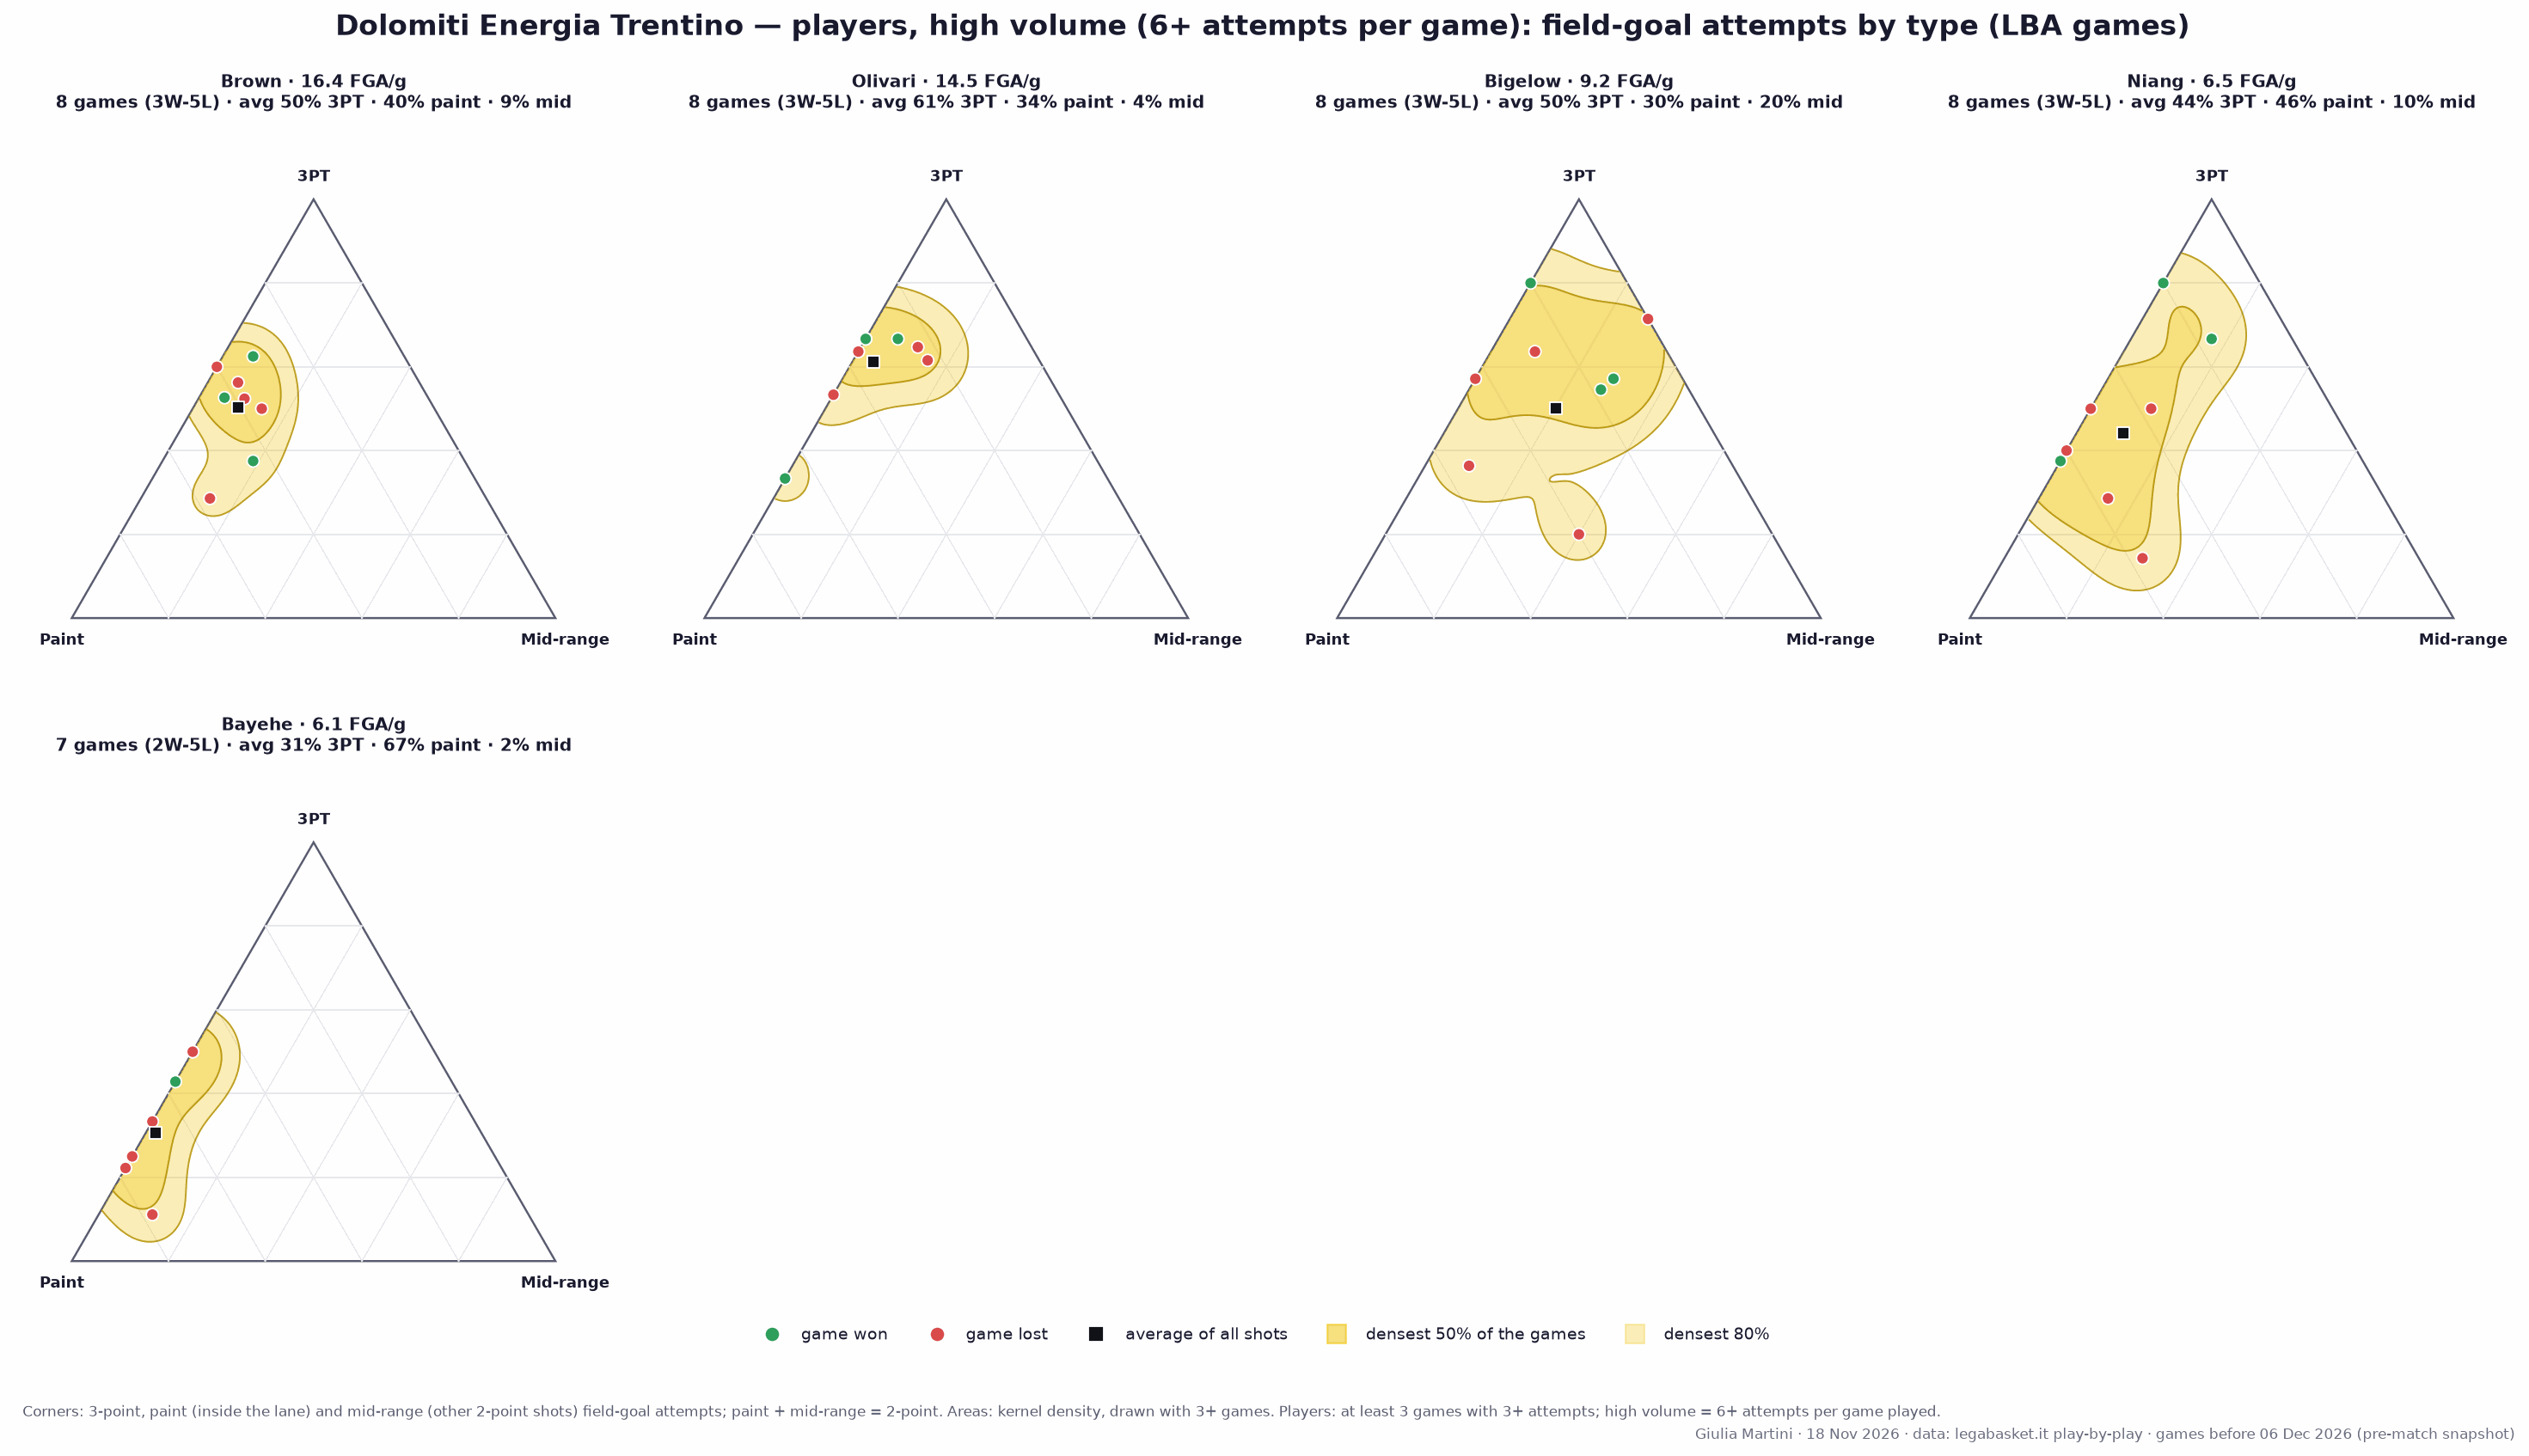 Dolomiti Energia Trentino — players, high volume (6+ attempts per game): field-goal attempts by type (LBA games)
Brown · 16.4 FGA/g
8 games (3W-5L) · avg 50% 3PT · 40% paint · 9% mid
Olivari · 14.5 FGA/g
8 games (3W-5L) · avg 61% 3PT · 34% paint · 4% mid
Bigelow · 9.2 FGA/g
8 games (3W-5L) · avg 50% 3PT · 30% paint · 20% mid
Niang · 6.5 FGA/g
8 games (3W-5L) · avg 44% 3PT · 46% paint · 10% mid
3PT
3PT
3PT
3PT
Paint
Mid-range
Paint
Mid-range
Paint
Mid-range
Paint
Mid-range
Bayehe · 6.1 FGA/g
7 games (2W-5L) · avg 31% 3PT · 67% paint · 2% mid
3PT
Paint
Mid-range
game won
game lost
average of all shots
densest 50% of the games
densest 80%
Corners: 3-point, paint (inside the lane) and mid-range (other 2-point shots) field-goal attempts; paint + mid-range = 2-point. Areas: kernel density, drawn with 3+ games. Players: at least 3 games with 3+ attempts; high volume = 6+ attempts per game played.
Giulia Martini · 18 Nov 2026 · data: legabasket.it play-by-play · games before 06 Dec 2026 (pre-match snapshot)